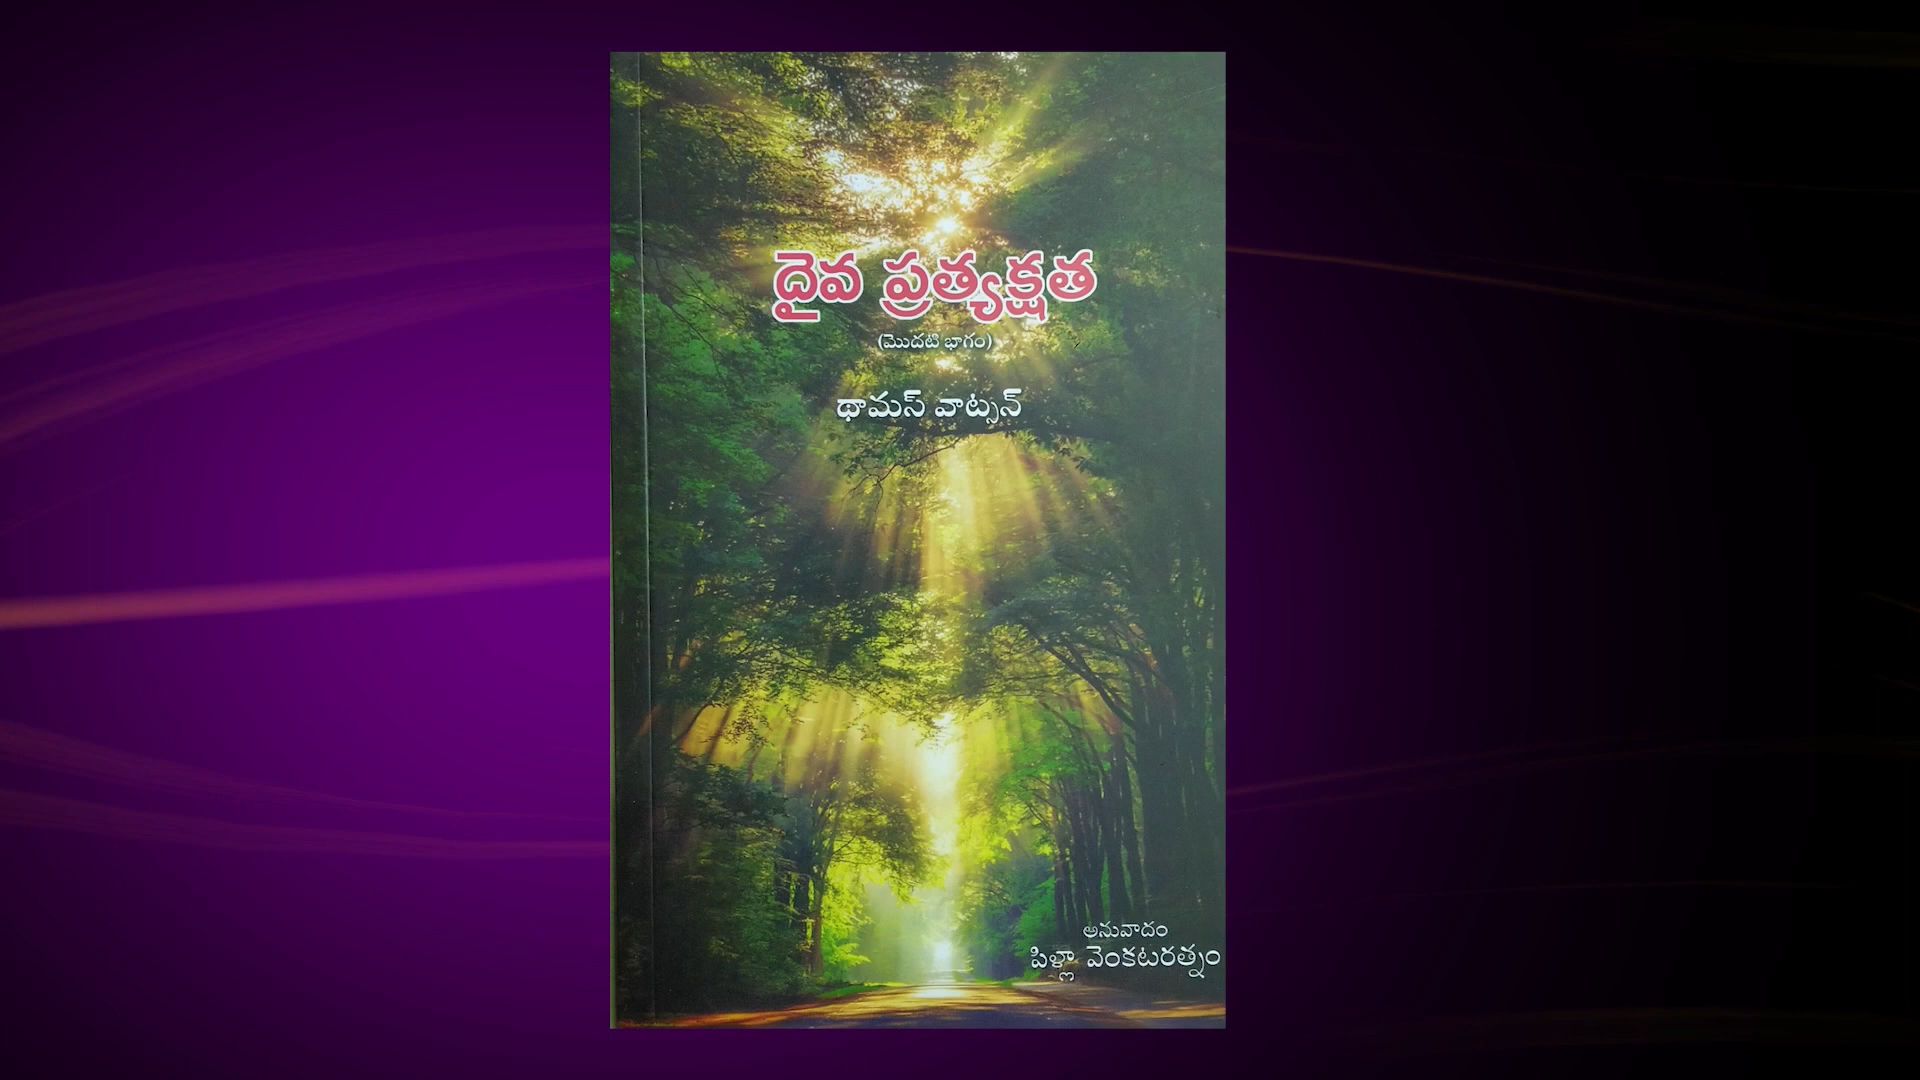 దైవ ప్రత్యక్షత
(మొదటి భాగం)
థామస్ వాట్సన్
అనువాదం
పిళ్లా వెంకటరత్నం